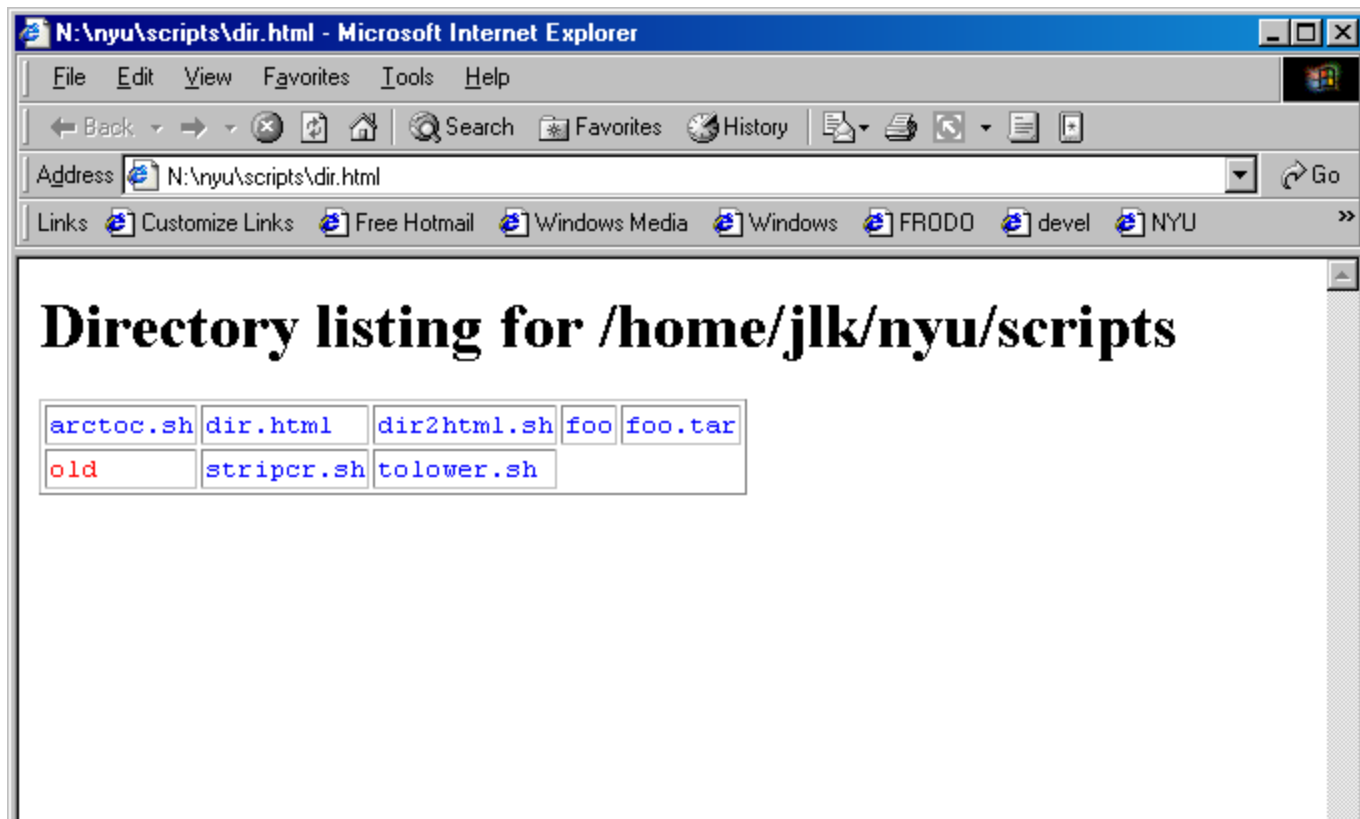 N:\nyu\scripts\dir.html - Microsoft Internet Explorer
File Edit View Favorites Tools Help
Back Search Favorites History
Address N:\nyu\scripts\dir.html Go
Links Customize Links Free Hotmail Windows Media Windows FRODO devel NYU »
Directory listing for /home/jlk/nyu/scripts
arctoc.sh dir.html dir2html.sh foo foo.tar
old stripcr.sh tolower.sh